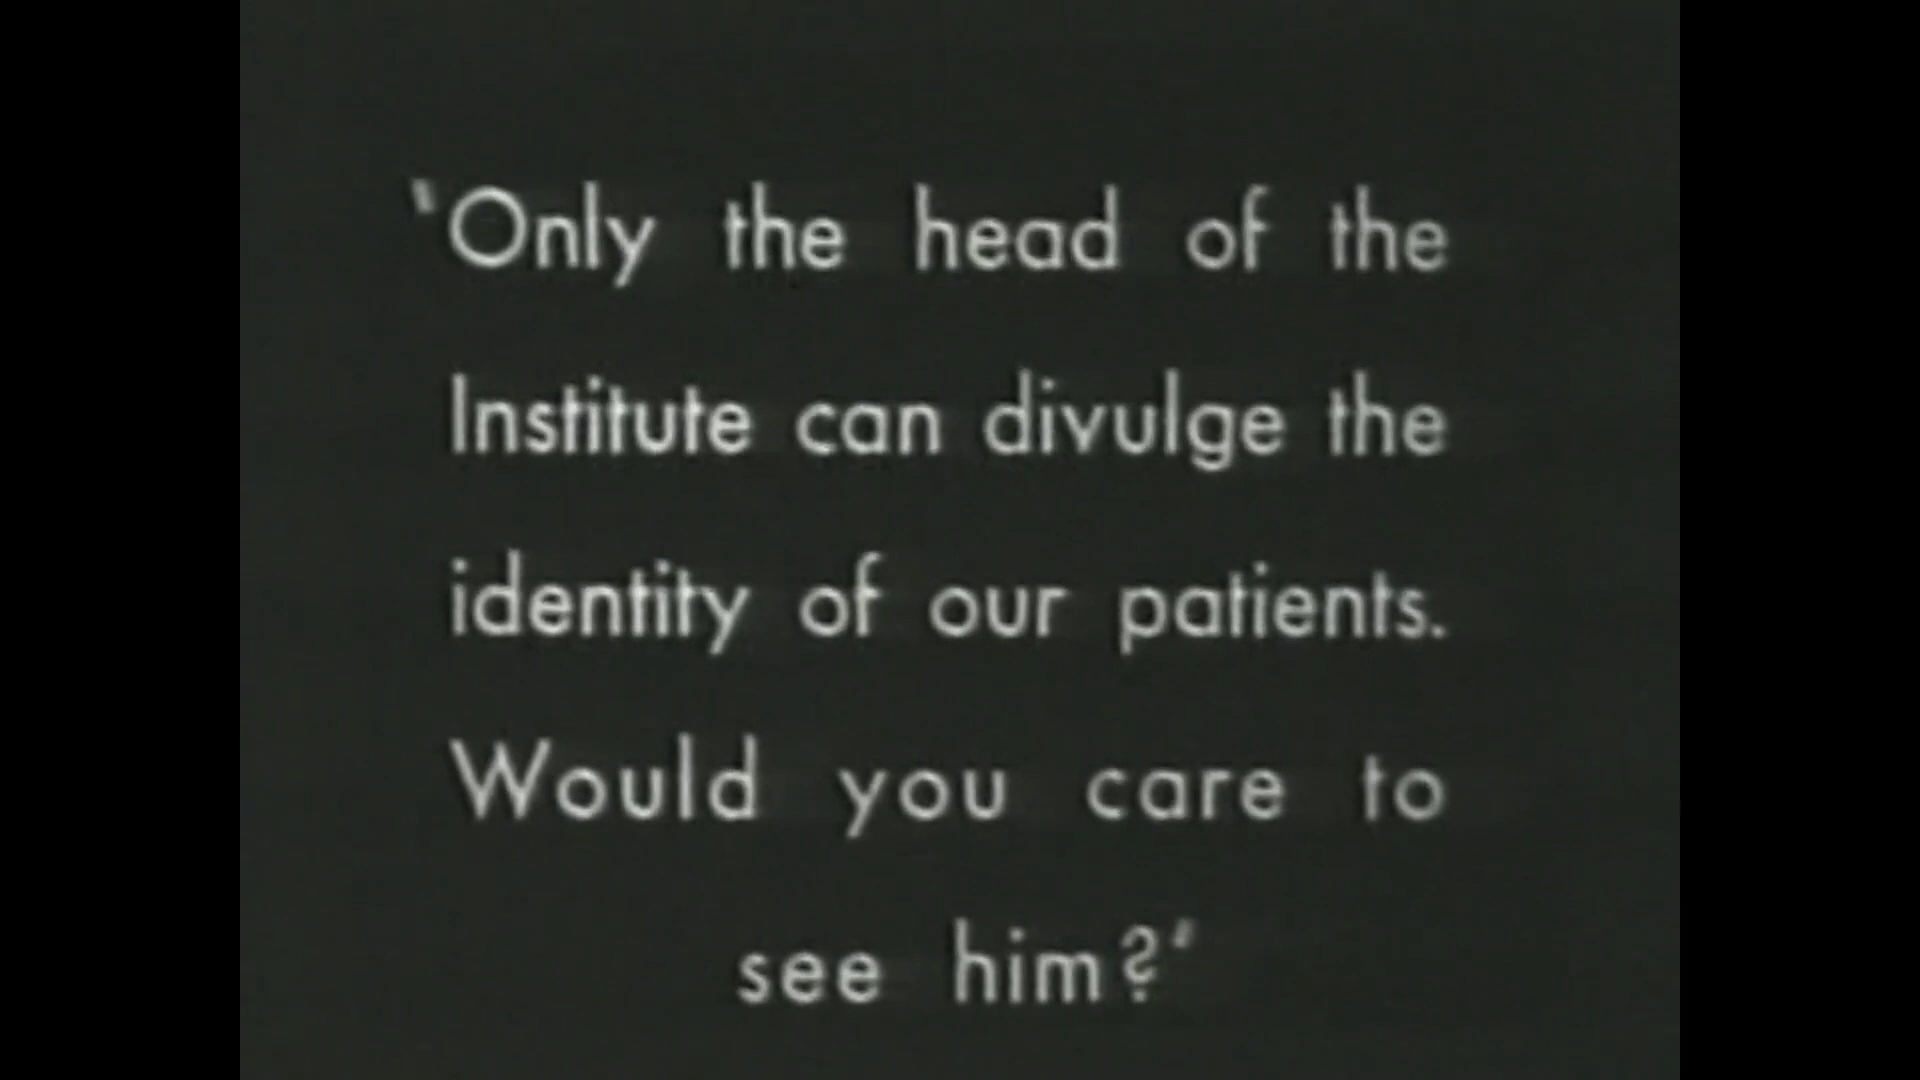 ‘Only the head of the
Institute can divulge the
identity of our patients.
Would you care to
see him?’